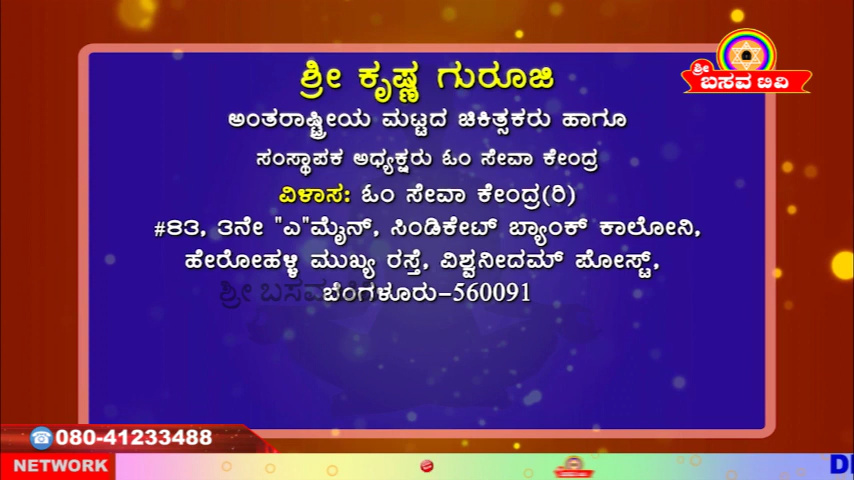 ಶ್ರೀ ಕೃಷ್ಣ ಗುರೂಜಿ
ಶ್ರೀ
ಬಸವ ಟಿವಿ
ಅಂತರಾಷ್ಟ್ರೀಯ ಮಟ್ಟದ ಚಿಕಿತ್ಸಕರು ಹಾಗೂ
ಸಂಸ್ಥಾಪಕ ಅಧ್ಯಕ್ಷರು ಓಂ ಸೇವಾ ಕೇಂದ್ರ
ವಿಳಾಸ: ಓಂ ಸೇವಾ ಕೇಂದ್ರ(ರಿ)
#83, 3ನೇ "ಎ"ಮೈನ್, ಸಿಂಡಿಕೇಟ್ ಬ್ಯಾಂಕ್ ಕಾಲೋನಿ,
ಹೇರೋಹಳ್ಳಿ ಮುಖ್ಯ ರಸ್ತೆ, ವಿಶ್ವನೀದಮ್ ಪೋಸ್ಟ್,
ಬೆಂಗಳೂರು-560091
ಶ್ರೀ ಬಸವ
080-41233488
NETWORK